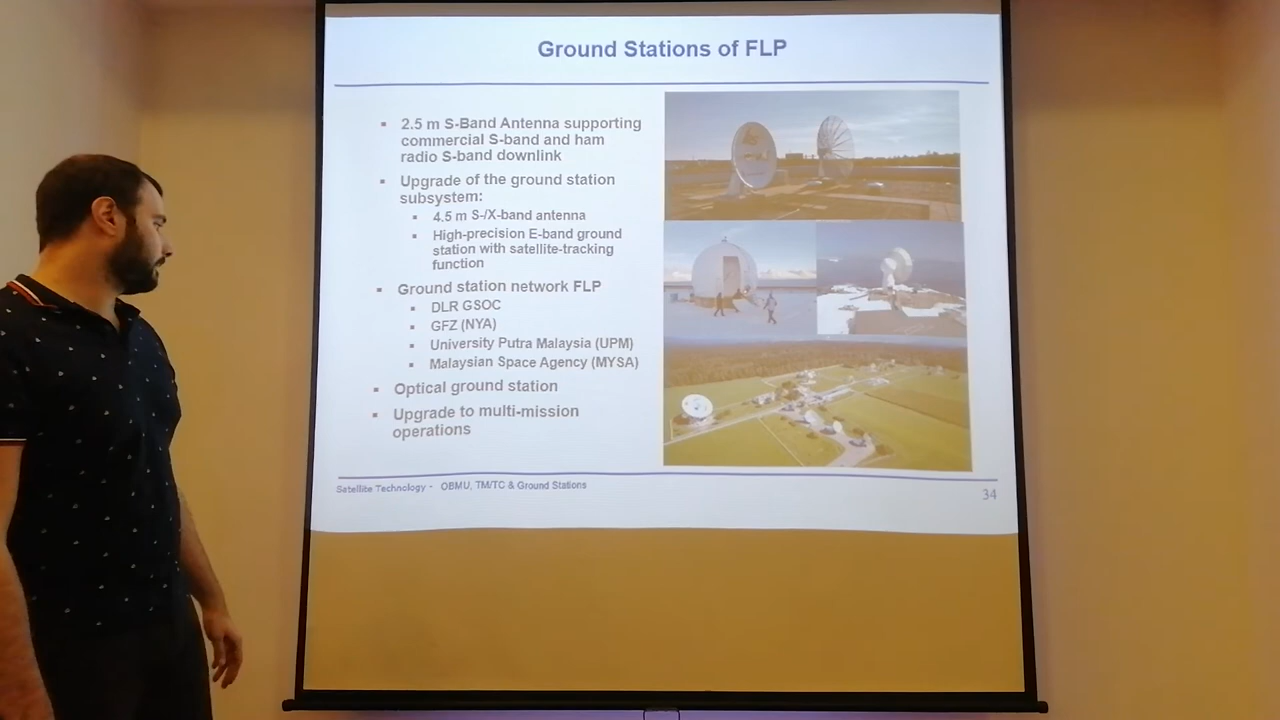 Ground Stations of FLP
2.5 m S-Band Antenna supporting
commercial S-band and ham
radio S-band downlink
Upgrade of the ground station
subsystem:
4.5 m S-/X-band antenna
High-precision E-band ground
station with satellite-tracking
function
Ground station network FLP
DLR GSOC
GFZ (NYA)
University Putra Malaysia (UPM)
Malaysian Space Agency (MYSA)
Optical ground station
Upgrade to multi-mission
operations
Satellite Technology - OBMU, TM/TC & Ground Stations
34